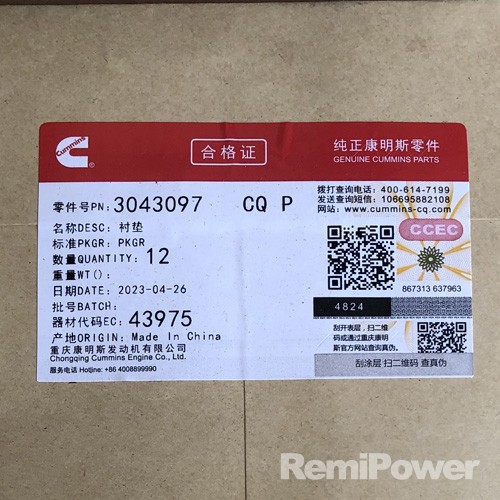 Cummins
合格证
纯正康明斯零件
GENUINE CUMMINS PARTS
零件号PN: 3043097 CQ P
名称DESC: 衬垫
标准PKGR: PKGR
数量QUANTITY: 12
重量WT():
日期DATE: 2023-04-26
批号BATCH:
器材代码EC: 43975
产地ORIGIN: Made In China
重庆康明斯发动机有限公司
Chongqing Cummins Engine Co., Ltd.
服务电话 Hotline: +86 4008899990
拨打查询电话: 400-614-7199
发送查询短信: 106695882108
网站: www.cummins-cq.com
CCEC
867313 637963
4824
刮开表层, 扫二维
码或通过重庆康明
斯官方网站查询真伪。
刮涂层 扫二维码 查真伪
RemiPower